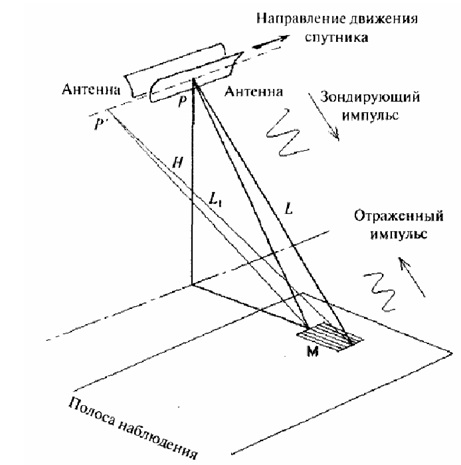 Направление движения
спутника
Антенна
Антенна
P
P'
Зондирующий
импульс
H
L₁
L
Отраженный
импульс
М
Полоса наблюдения